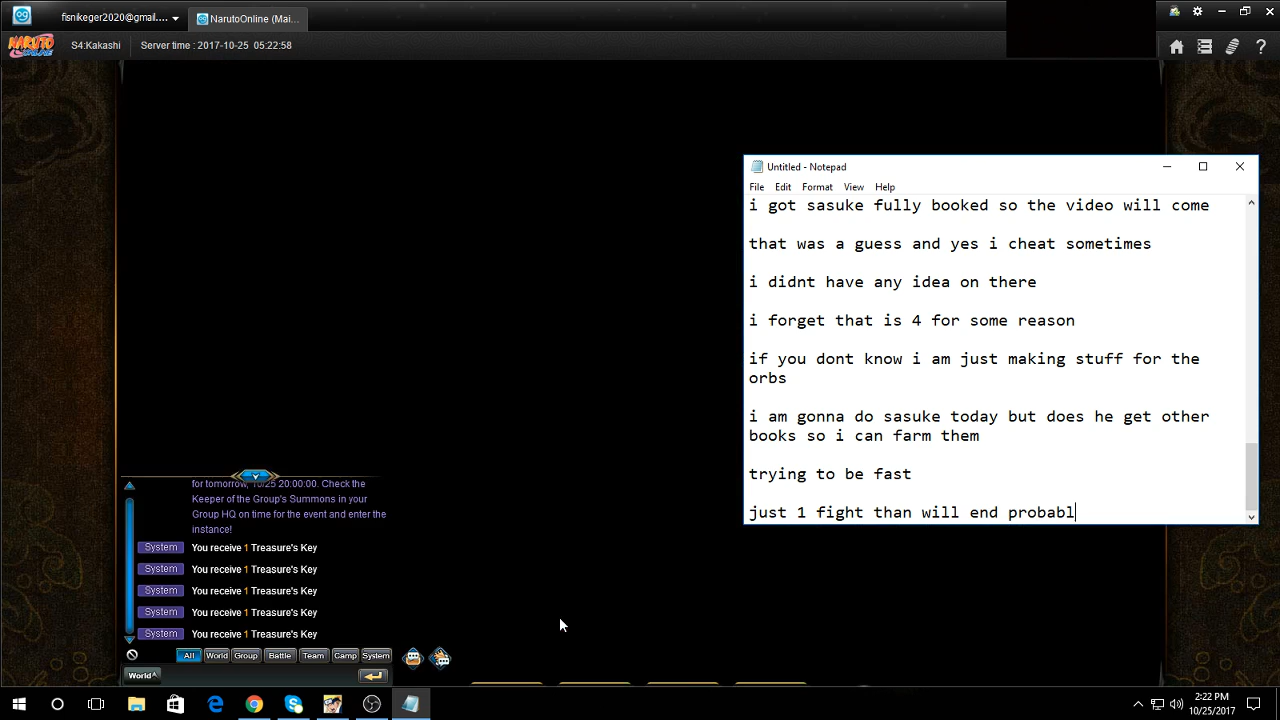 fisnikeger2020@gmail....
NarutoOnline (Mai...
NARUTO
ONLINE
S4:Kakashi
Server time : 2017-10-25 05:22:58
Untitled - Notepad
File Edit Format View Help
i got sasuke fully booked so the video will come
that was a guess and yes i cheat sometimes
i didnt have any idea on there
i forget that is 4 for some reason
if you dont know i am just making stuff for the
orbs
i am gonna do sasuke today but does he get other
books so i can farm them
trying to be fast
just 1 fight than will end probabl
for tomorrow, 10/25 20:00:00. Check the
Keeper of the Group's Summons in your
Group HQ on time for the event and enter the
instance!
System You receive 1 Treasure's Key
System You receive 1 Treasure's Key
System You receive 1 Treasure's Key
System You receive 1 Treasure's Key
System You receive 1 Treasure's Key
All World Group Battle Team Camp System
World^
2:22 PM
10/25/2017